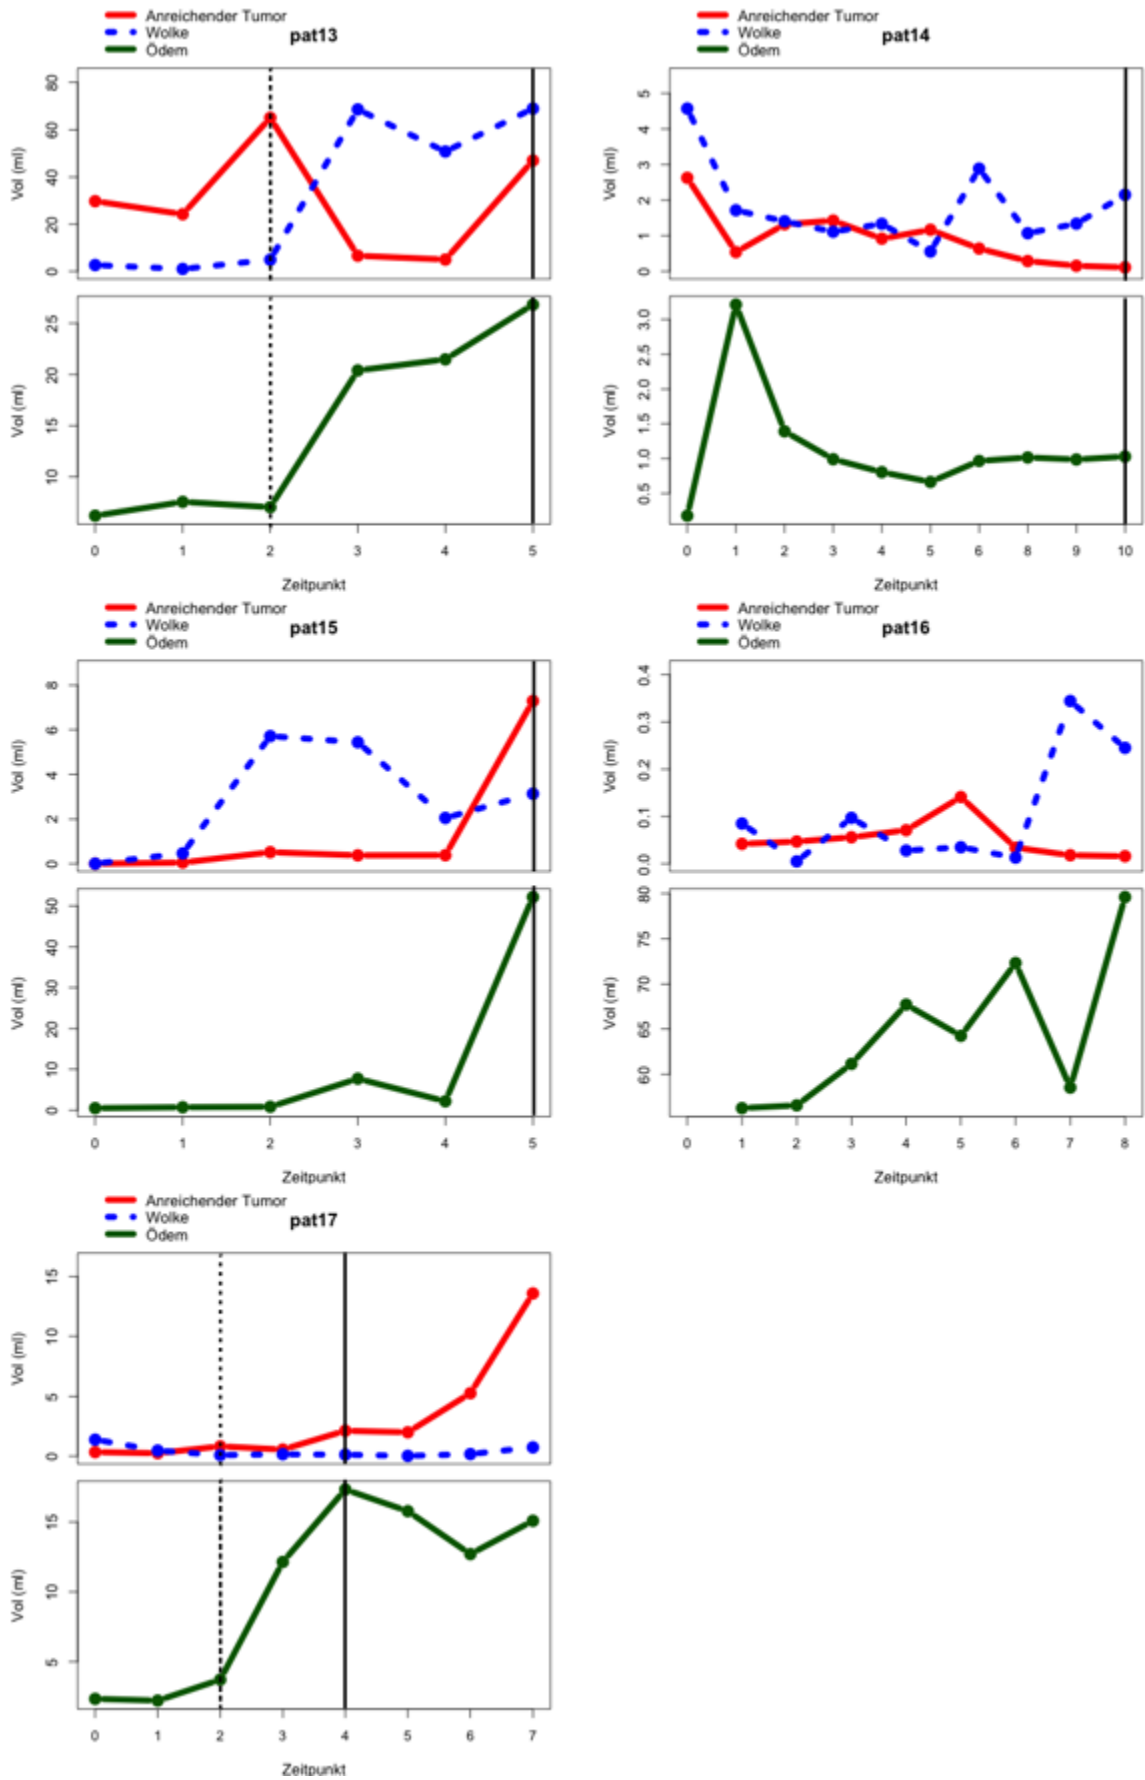 Anreichender Tumor
Wolke
Ödem
pat13
Vol (ml)
0 20 40 60 80
Vol (ml)
10 15 20 25
0 1 2 3 4 5
Zeitpunkt
Anreichender Tumor
Wolke
Ödem
pat14
Vol (ml)
0 1 2 3 4 5
Vol (ml)
0.5 1.0 1.5 2.0 2.5 3.0
0 1 2 3 4 5 6 8 9 10
Zeitpunkt
Anreichender Tumor
Wolke
Ödem
pat15
Vol (ml)
0 2 4 6 8
Vol (ml)
0 10 20 30 40 50
0 1 2 3 4 5
Zeitpunkt
Anreichender Tumor
Wolke
Ödem
pat16
Vol (ml)
0.0 0.1 0.2 0.3 0.4
Vol (ml)
60 65 70 75 80
0 1 2 3 4 5 6 7 8
Zeitpunkt
Anreichender Tumor
Wolke
Ödem
pat17
Vol (ml)
0 5 10 15
Vol (ml)
5 10 15
0 1 2 3 4 5 6 7
Zeitpunkt